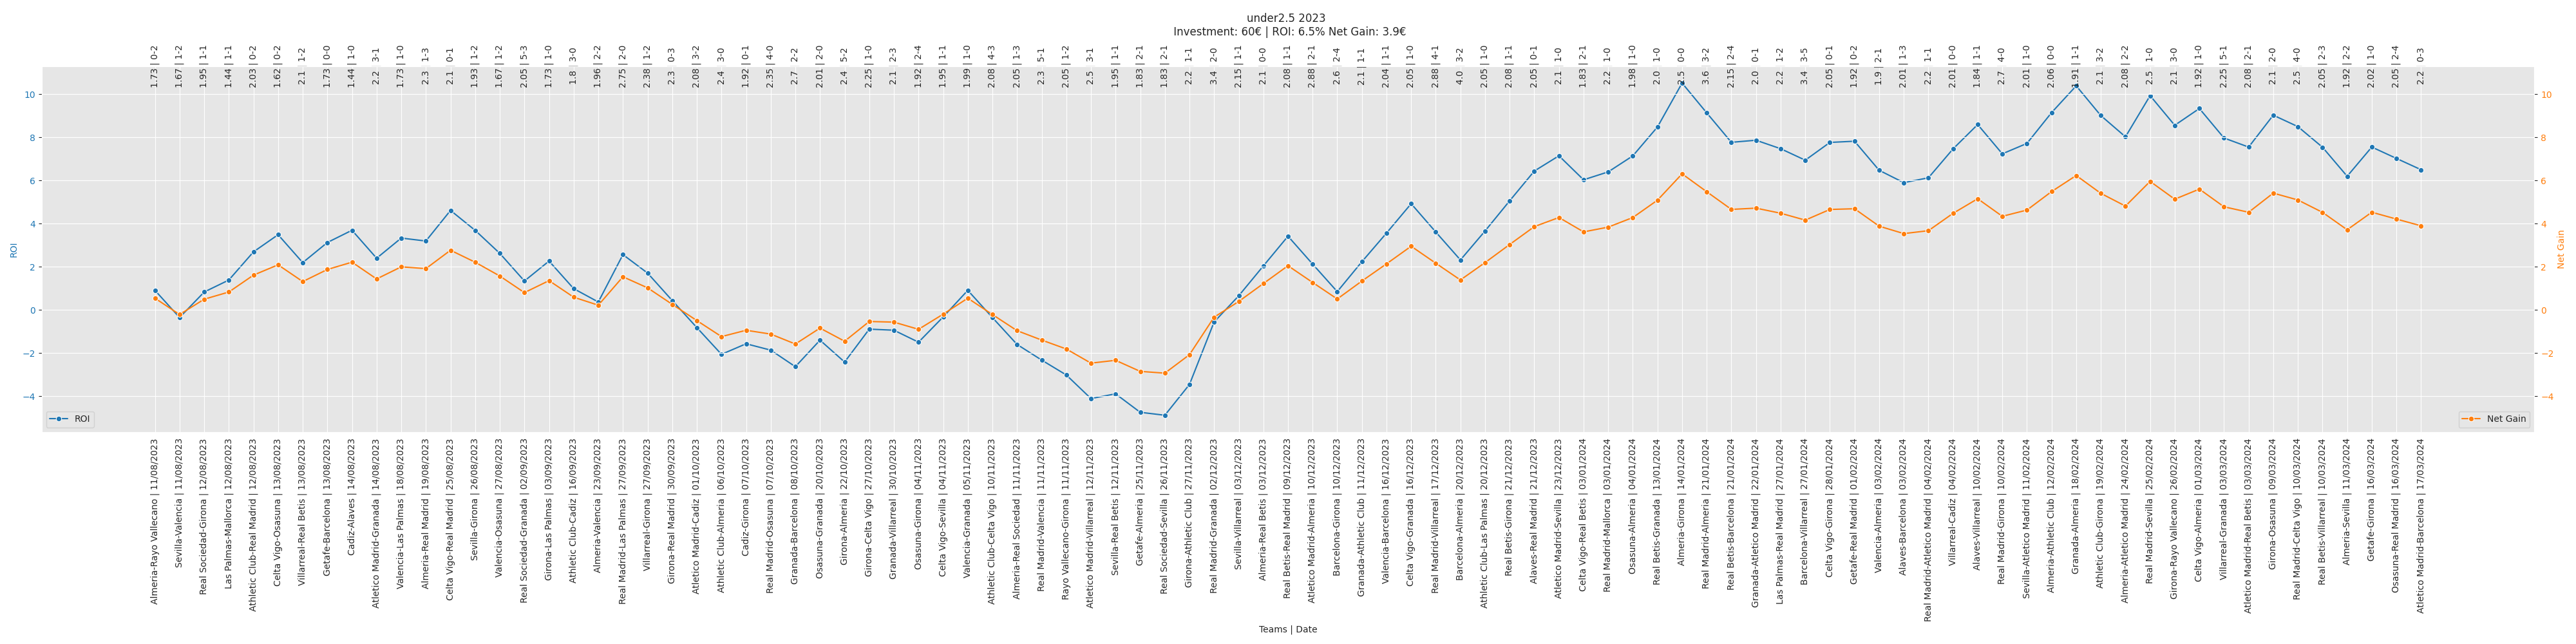 under2.5 2023
Investment: 60€ | ROI: 6.5% Net Gain: 3.9€
1.73 | 0-2
1.67 | 1-2
1.95 | 1-1
1.44 | 1-1
2.03 | 0-2
1.62 | 0-2
2.1 | 1-2
1.73 | 0-0
1.44 | 1-0
2.2 3-1
1.73 | 1-0
2.3 1-3
2.1 | 0-1
1.93 | 1-2
1.67 | 1-2
2.05 | 5-3
1.73 | 1-0
1.8 3-0
1.96 | 2-2
2.75 | 2-0
2.38 | 1-2
2.3 0-3
2.08 | 3-2
2.4 3-0
1.92 | 0-1
2.35 | 4-0
2.7 2-2
2.01 | 2-0
2.4 5-2
2.25 | 1-0
2.1 2-3
1.92 | 2-4
1.95 | 1-1
1.99 | 1-0
2.08 | 4-3
2.05 | 1-3
2.3 5-1
2.05 | 1-2
2.5 3-1
1.95 | 1-1
1.83 | 2-1
1.83 | 2-1
2.2 1-1
3.4 2-0
2.15 | 1-1
2.1 0-0
2.08 | 1-1
2.88 | 2-1
2.6 2-4
2.1 | 1-1
2.04 | 1-1
2.05 | 1-0
2.88 | 4-1
4.0 3-2
2.05 | 1-0
2.08 | 1-1
2.05 | 0-1
2.1 1-0
1.83 | 2-1
2.2 1-0
1.98 | 1-0
2.0 1-0
2.5 0-0
3.6 3-2
2.15 | 2-4
2.0 0-1
2.2 1-2
3.4 3-5
2.05 | 0-1
1.92 | 0-2
1.9 | 2-1
2.01 | 1-3
2.2 1-1
2.01 | 0-0
1.84 | 1-1
2.7 4-0
2.01 | 1-0
2.06 | 0-0
1.91 | 1-1
2.1 3-2
2.08 | 2-2
2.5 1-0
2.1 3-0
1.92 | 1-0
2.25 | 5-1
2.08 | 2-1
2.1 2-0
2.5 4-0
2.05 | 2-3
1.92 | 2-2
2.02 | 1-0
2.05 | 2-4
2.2 0-3
10
8
6
4
2
0
−2
−4
ROI
10
8
6
4
2
0
−2
−4
Net Gain
ROI
Net Gain
Almeria-Rayo Vallecano | 11/08/2023
Sevilla-Valencia | 11/08/2023
Real Sociedad-Girona | 12/08/2023
Las Palmas-Mallorca | 12/08/2023
Athletic Club-Real Madrid | 12/08/2023
Celta Vigo-Osasuna | 13/08/2023
Villarreal-Real Betis | 13/08/2023
Getafe-Barcelona | 13/08/2023
Cadiz-Alaves | 14/08/2023
Atletico Madrid-Granada | 14/08/2023
Valencia-Las Palmas | 18/08/2023
Almeria-Real Madrid | 19/08/2023
Celta Vigo-Real Madrid | 25/08/2023
Sevilla-Girona | 26/08/2023
Valencia-Osasuna | 27/08/2023
Real Sociedad-Granada | 02/09/2023
Girona-Las Palmas | 03/09/2023
Athletic Club-Cadiz | 16/09/2023
Almeria-Valencia | 23/09/2023
Real Madrid-Las Palmas | 27/09/2023
Villarreal-Girona | 27/09/2023
Girona-Real Madrid | 30/09/2023
Atletico Madrid-Cadiz | 01/10/2023
Athletic Club-Almeria | 06/10/2023
Cadiz-Girona | 07/10/2023
Real Madrid-Osasuna | 07/10/2023
Granada-Barcelona | 08/10/2023
Osasuna-Granada | 20/10/2023
Girona-Almeria | 22/10/2023
Girona-Celta Vigo | 27/10/2023
Granada-Villarreal | 30/10/2023
Osasuna-Girona | 04/11/2023
Celta Vigo-Sevilla | 04/11/2023
Valencia-Granada | 05/11/2023
Athletic Club-Celta Vigo | 10/11/2023
Almeria-Real Sociedad | 11/11/2023
Real Madrid-Valencia | 11/11/2023
Rayo Vallecano-Girona | 11/11/2023
Atletico Madrid-Villarreal | 12/11/2023
Sevilla-Real Betis | 12/11/2023
Getafe-Almeria | 25/11/2023
Real Sociedad-Sevilla | 26/11/2023
Girona-Athletic Club | 27/11/2023
Real Madrid-Granada | 02/12/2023
Sevilla-Villarreal | 03/12/2023
Almeria-Real Betis | 03/12/2023
Real Betis-Real Madrid | 09/12/2023
Atletico Madrid-Almeria | 10/12/2023
Barcelona-Girona | 10/12/2023
Granada-Athletic Club | 11/12/2023
Valencia-Barcelona | 16/12/2023
Celta Vigo-Granada | 16/12/2023
Real Madrid-Villarreal | 17/12/2023
Barcelona-Almeria | 20/12/2023
Athletic Club-Las Palmas | 20/12/2023
Real Betis-Girona | 21/12/2023
Alaves-Real Madrid | 21/12/2023
Atletico Madrid-Sevilla | 23/12/2023
Celta Vigo-Real Betis | 03/01/2024
Real Madrid-Mallorca | 03/01/2024
Osasuna-Almeria | 04/01/2024
Real Betis-Granada | 13/01/2024
Almeria-Girona | 14/01/2024
Real Madrid-Almeria | 21/01/2024
Real Betis-Barcelona | 21/01/2024
Granada-Atletico Madrid | 22/01/2024
Las Palmas-Real Madrid | 27/01/2024
Barcelona-Villarreal | 27/01/2024
Celta Vigo-Girona | 28/01/2024
Getafe-Real Madrid | 01/02/2024
Valencia-Almeria | 03/02/2024
Alaves-Barcelona | 03/02/2024
Real Madrid-Atletico Madrid | 04/02/2024
Villarreal-Cadiz | 04/02/2024
Alaves-Villarreal | 10/02/2024
Real Madrid-Girona | 10/02/2024
Sevilla-Atletico Madrid | 11/02/2024
Almeria-Athletic Club | 12/02/2024
Granada-Almeria | 18/02/2024
Athletic Club-Girona | 19/02/2024
Almeria-Atletico Madrid | 24/02/2024
Real Madrid-Sevilla | 25/02/2024
Girona-Rayo Vallecano | 26/02/2024
Celta Vigo-Almeria | 01/03/2024
Villarreal-Granada | 03/03/2024
Atletico Madrid-Real Betis | 03/03/2024
Girona-Osasuna | 09/03/2024
Real Madrid-Celta Vigo | 10/03/2024
Real Betis-Villarreal | 10/03/2024
Almeria-Sevilla | 11/03/2024
Getafe-Girona | 16/03/2024
Osasuna-Real Madrid | 16/03/2024
Atletico Madrid-Barcelona | 17/03/2024
Teams | Date